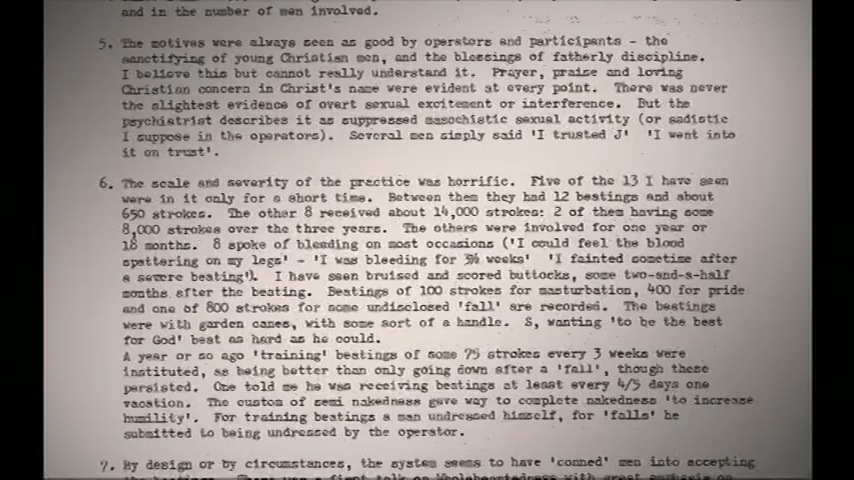 and in the number of men involved.
5. The motives were always seen as good by operators and participants - the
sanctifying of young Christian men, and the blessings of fatherly discipline.
I believe this but cannot really understand it. Prayer, praise and loving
Christian concern in Christ's name were evident at every point. There was never
the slightest evidence of overt sexual excitement or interference. But the
psychiatrist describes it as suppressed masochistic sexual activity (or sadistic
I suppose in the operators). Several men simply said 'I trusted J' 'I went into
it on trust'.
6. The scale and severity of the practice was horrific. Five of the 13 I have seen
were in it only for a short time. Between them they had 12 beatings and about
650 strokes. The other 8 received about 14,000 strokes: 2 of them having some
8,000 strokes over the three years. The others were involved for one year or
18 months. 8 spoke of bleeding on most occasions ('I could feel the blood
spattering on my legs' - 'I was bleeding for 3½ weeks' 'I fainted sometime after
a severe beating'). I have seen bruised and scored buttocks, some two-and-a-half
months after the beating. Beatings of 100 strokes for masturbation, 400 for pride
and one of 800 strokes for some undisclosed 'fall' are recorded. The beatings
were with garden canes, with some sort of a handle. S, wanting 'to be the best
for God' beat as hard as he could.
A year or so ago 'training' beatings of some 75 strokes every 3 weeks were
instituted, as being better than only going down after a 'fall', though these
persisted. One told me he was receiving beatings at least every 4/5 days one
vacation. The custom of semi nakedness gave way to complete nakedness 'to increase
humility'. For training beatings a man undressed himself, for 'falls' he
submitted to being undressed by the operator.
7. By design or by circumstances, the system seems to have 'conned' men into accepting